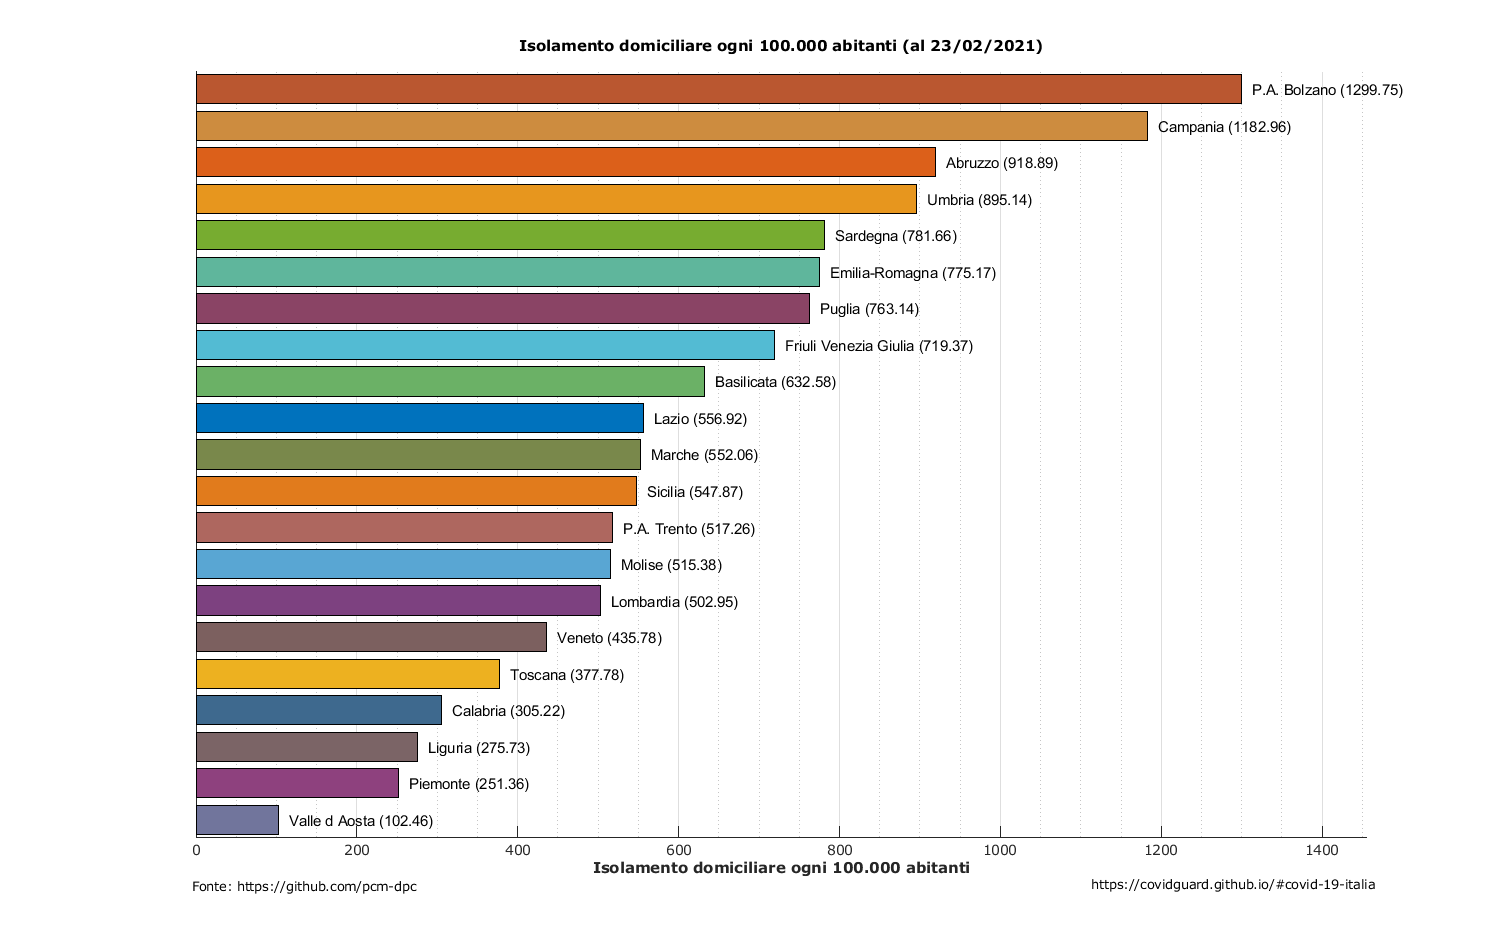 Isolamento domiciliare ogni 100.000 abitanti (al 23/02/2021)
P.A. Bolzano (1299.75)
Campania (1182.96)
Abruzzo (918.89)
Umbria (895.14)
Sardegna (781.66)
Emilia-Romagna (775.17)
Puglia (763.14)
Friuli Venezia Giulia (719.37)
Basilicata (632.58)
Lazio (556.92)
Marche (552.06)
Sicilia (547.87)
P.A. Trento (517.26)
Molise (515.38)
Lombardia (502.95)
Veneto (435.78)
Toscana (377.78)
Calabria (305.22)
Liguria (275.73)
Piemonte (251.36)
Valle d Aosta (102.46)
0 200 400 600 800 1000 1200 1400
Isolamento domiciliare ogni 100.000 abitanti
Fonte: https://github.com/pcm-dpc
https://covidguard.github.io/#covid-19-italia